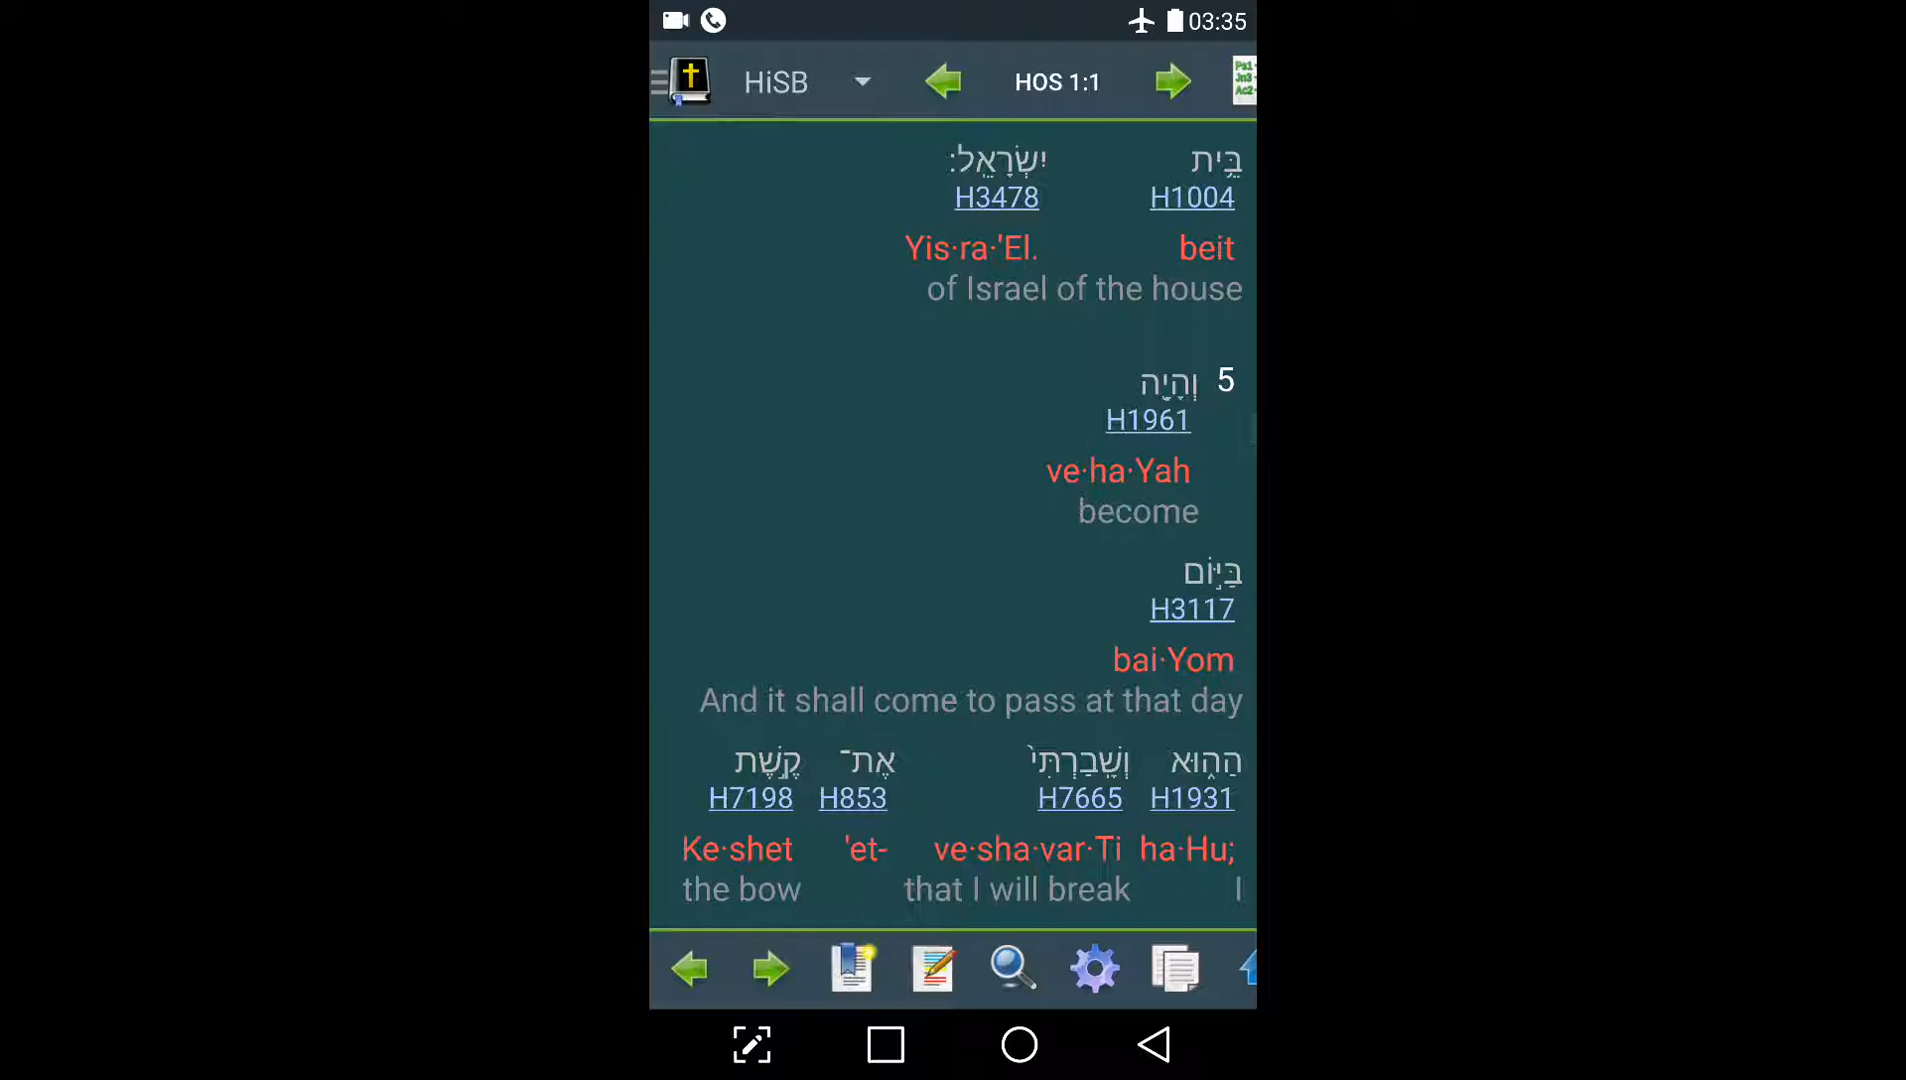 03:35
HiSB HOS 1:1
בֵּ֥ית יִשְׂרָאֵֽל׃
H1004 H3478
beit Yis·ra·'El.
of Israel of the house
5 וְהָיָ֖ה
H1961
ve·ha·Yah
become
בַּיּ֣וֹם
H3117
bai·Yom
And it shall come to pass at that day
הַה֑וּא וְשָֽׁבַרְתִּי֙ אֶת־ קֶ֣שֶׁת
H1931 H7665 H853 H7198
ha·Hu; ve·sha·var·Ti 'et- Ke·shet
I that I will break the bow